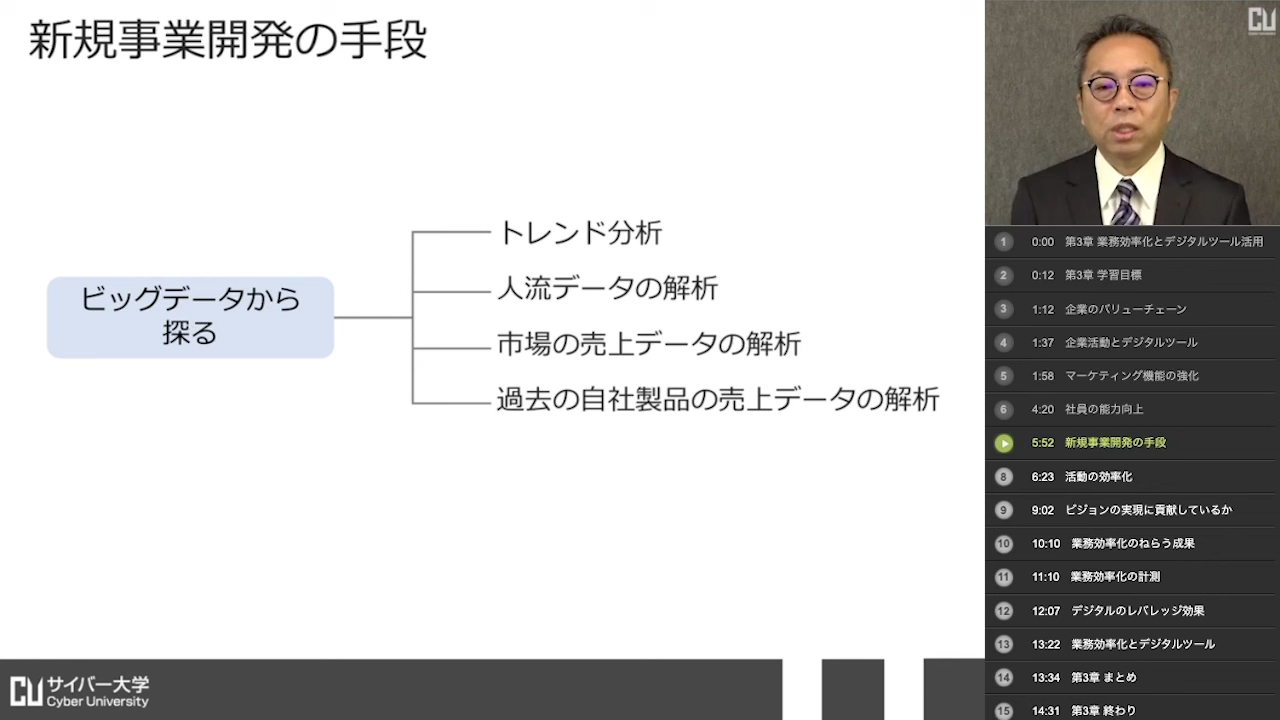 新規事業開発の手段
ビッグデータから
探る
トレンド分析
人流データの解析
市場の売上データの解析
過去の自社製品の売上データの解析
CU サイバー大学
Cyber University
CU
Cyber University
1 0:00 第3章 業務効率化とデジタルツール活用
2 0:12 第3章 学習目標
3 1:12 企業のバリューチェーン
4 1:37 企業活動とデジタルツール
5 1:58 マーケティング機能の強化
6 4:20 社員の能力向上
5:52 新規事業開発の手段
8 6:23 活動の効率化
9 9:02 ビジョンの実現に貢献しているか
10 10:10 業務効率化のねらう成果
11 11:10 業務効率化の計測
12 12:07 デジタルのレバレッジ効果
13 13:22 業務効率化とデジタルツール
14 13:34 第3章 まとめ
15 14:31 第3章 終わり